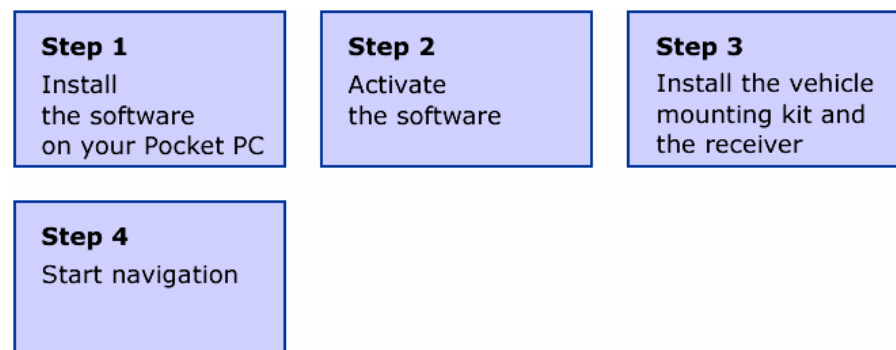 Step 1
Install
the software
on your Pocket PC
Step 2
Activate
the software
Step 3
Install the vehicle
mounting kit and
the receiver
Step 4
Start navigation